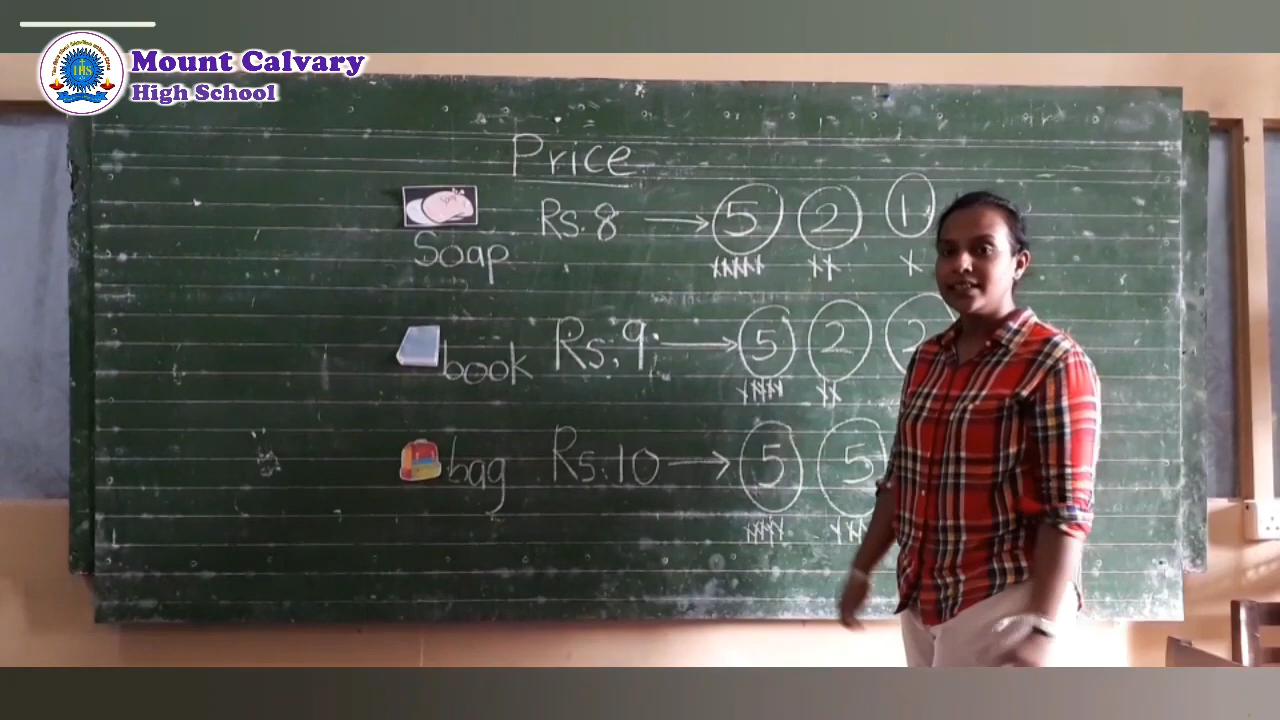 Mount Calvary
High School
IHS
Price
Soap Rs. 8 → 5 2 1
book Rs. 9 → 5 2 2
bag Rs. 10 → 5 5